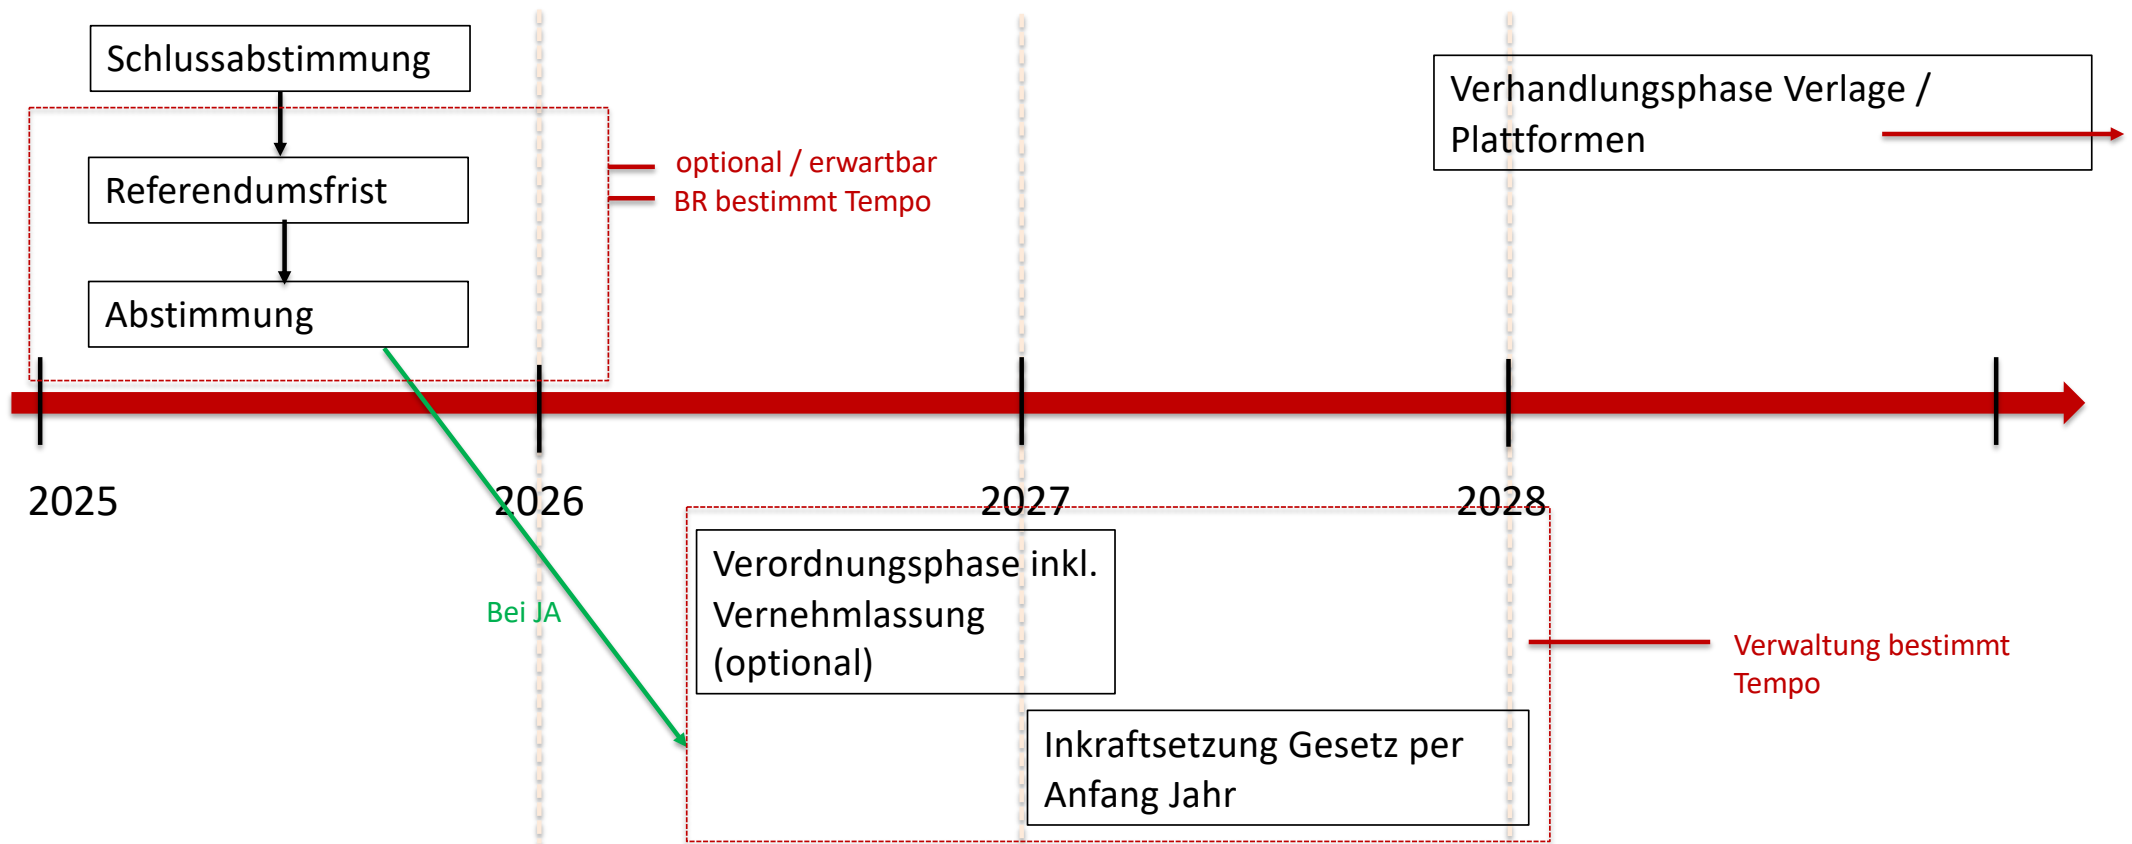 Schlussabstimmung
Referendumsfrist
Abstimmung
optional / erwartbar
BR bestimmt Tempo
Verhandlungsphase Verlage /
Plattformen
2025
2026
2027
2028
Bei JA
Verordnungsphase inkl.
Vernehmlassung
(optional)
Inkraftsetzung Gesetz per
Anfang Jahr
Verwaltung bestimmt
Tempo